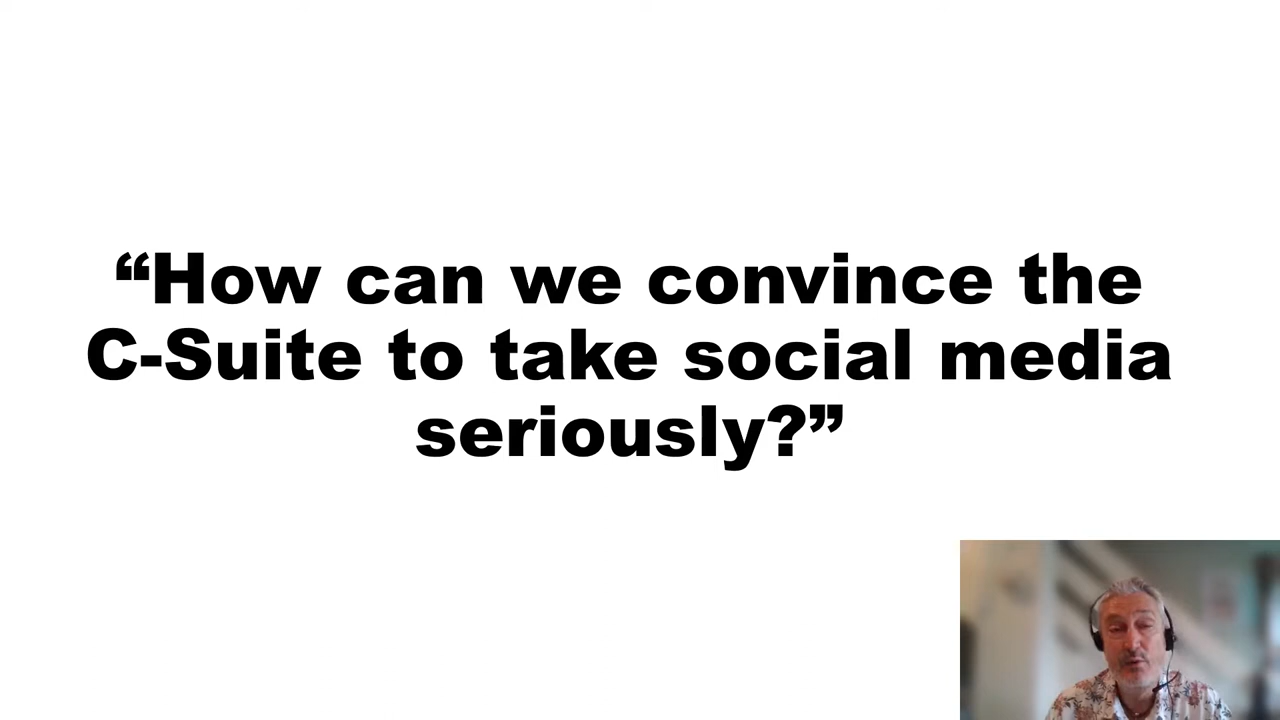 “How can we convince the
C-Suite to take social media
seriously?”